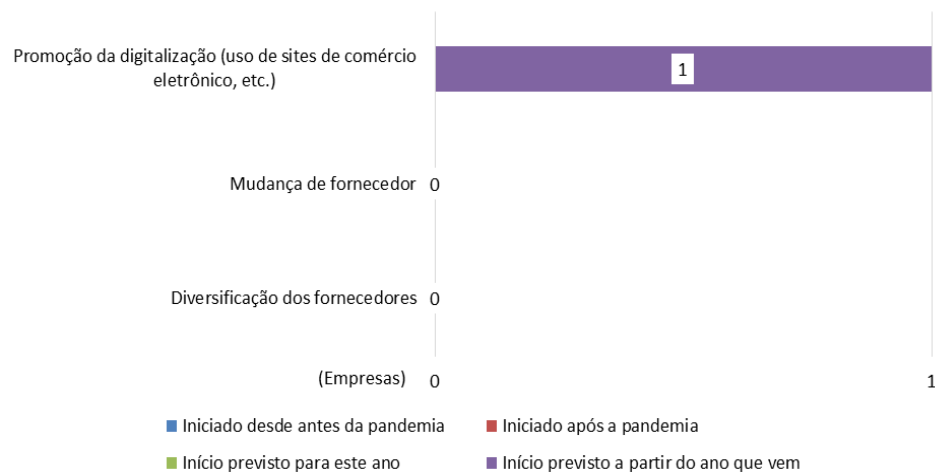 Promoção da digitalização (uso de sites de comércio
eletrônico, etc.)
1
Mudança de fornecedor 0
Diversificação dos fornecedores 0
(Empresas) 0 1
Iniciado desde antes da pandemia Iniciado após a pandemia
Início previsto para este ano Início previsto a partir do ano que vem